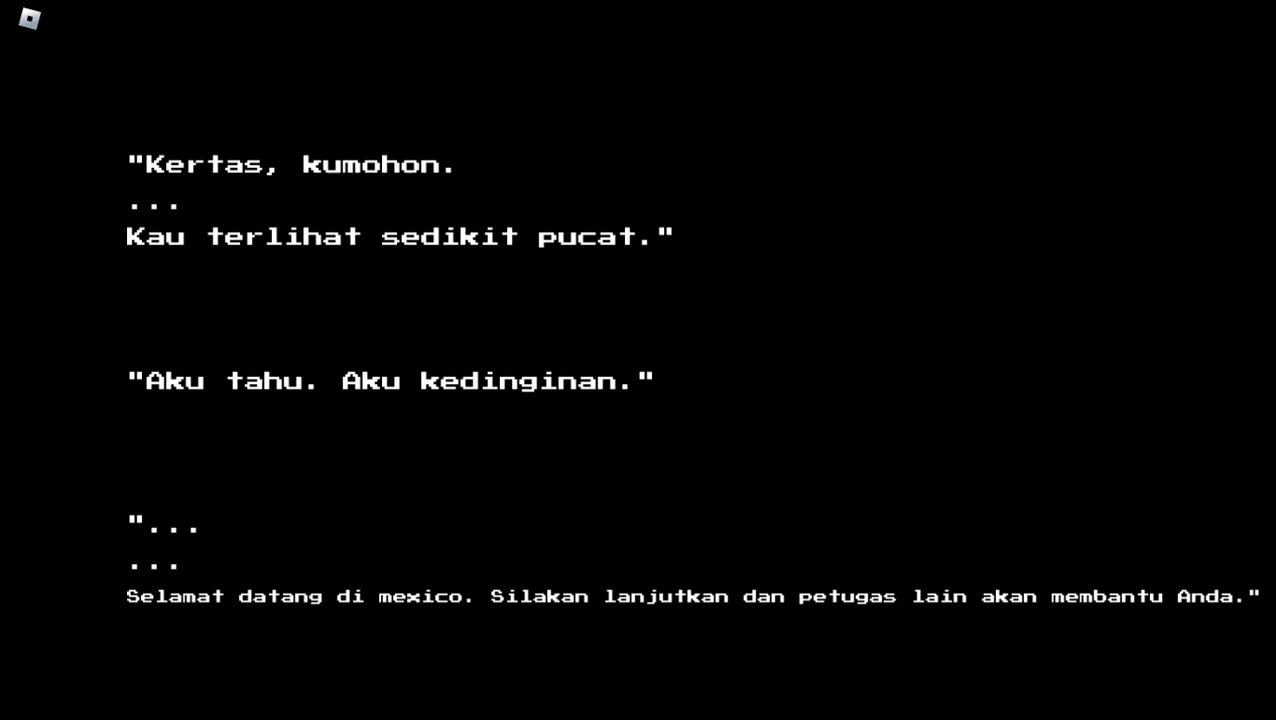 "Kertas, kumohon.
...
Kau terlihat sedikit pucat."
"Aku tahu. Aku kedinginan."
"...
...
Selamat datang di mexico. Silakan lanjutkan dan petugas lain akan membantu Anda."